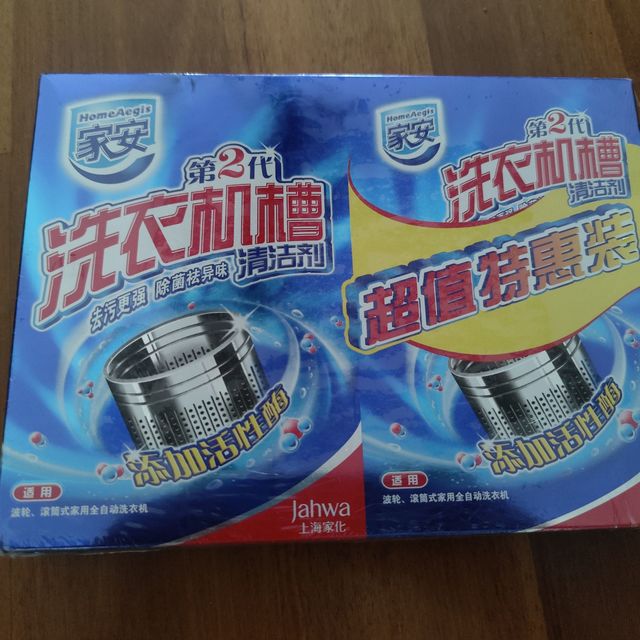 HomeAegis
家安
第2代
洗衣机槽
清洁剂
去污更强 除菌祛异味
添加活性酶
适用
波轮、滚筒式家用全自动洗衣机
Jahwa
上海家化
HomeAegis
家安
第2代
洗衣机槽
清洁剂
超值特惠装
添加活性酶
适用
波轮、滚筒式家用全自动洗衣机